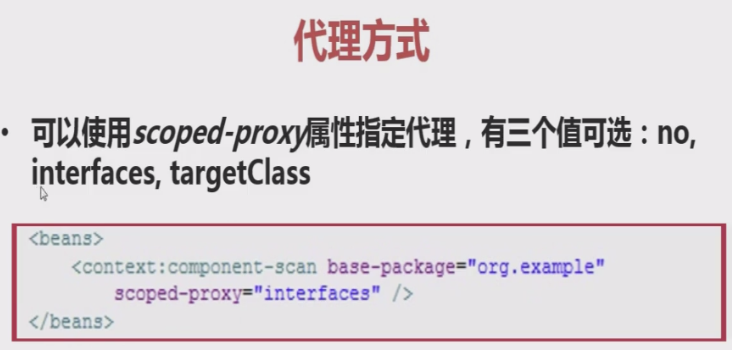 代理方式
• 可以使用scoped-proxy属性指定代理，有三个值可选：no,
interfaces, targetClass
<beans>
<context:component-scan base-package="org.example"
scoped-proxy="interfaces" />
</beans>